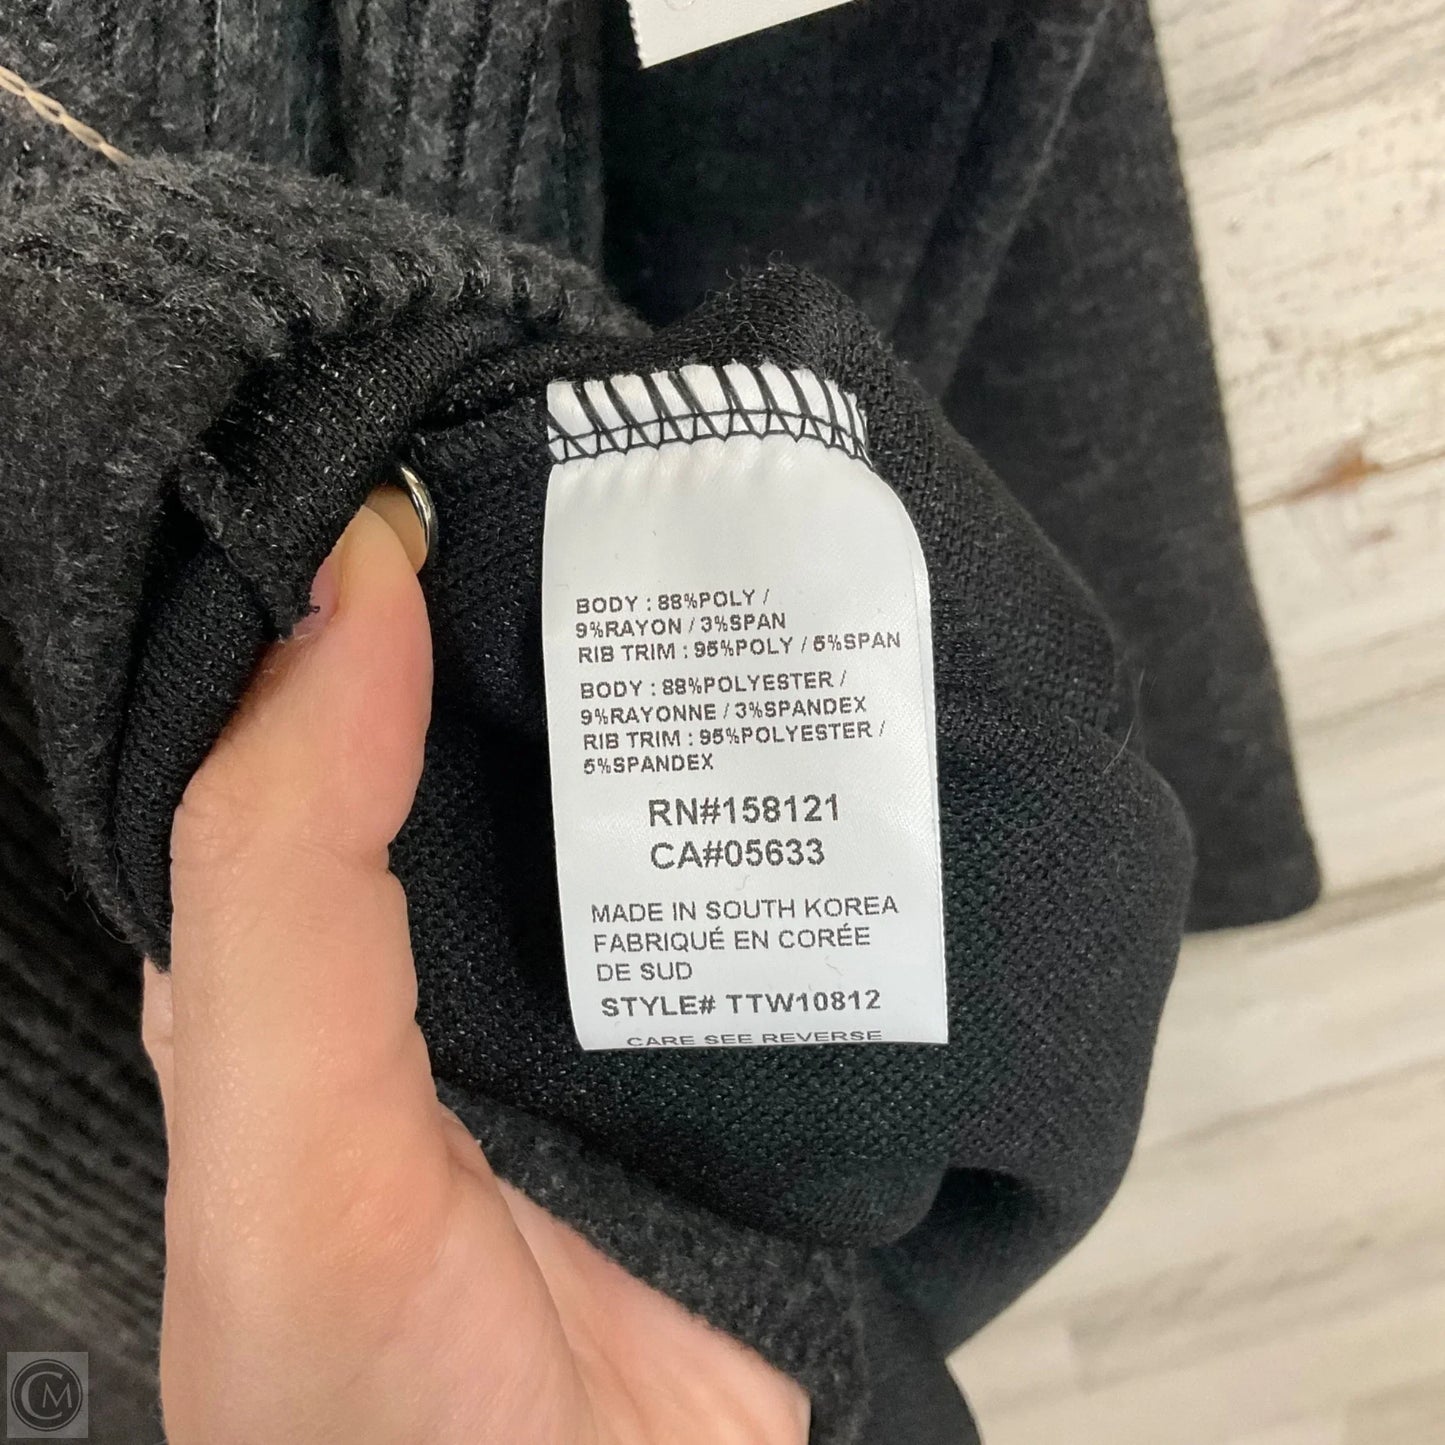 BODY : 88%POLY /
9%RAYON / 3%SPAN
RIB TRIM : 95%POLY / 5%SPAN
BODY : 88%POLYESTER /
9%RAYONNE / 3%SPANDEX
RIB TRIM : 95%POLYESTER /
5%SPANDEX
RN#158121
CA#05633
MADE IN SOUTH KOREA
FABRIQUÉ EN CORÉE
DE SUD
STYLE# TTW10812
CARE SEE REVERSE
CM